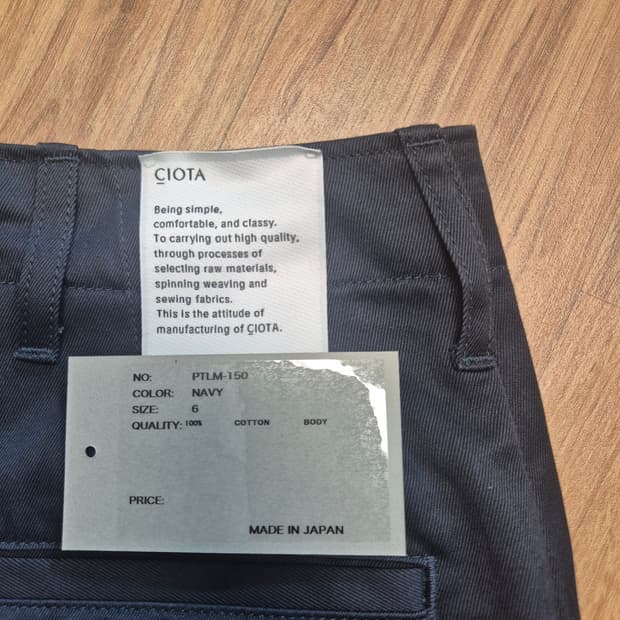 ÇIOTA
Being simple,
comfortable, and classy.
To carrying out high quality,
through processes of
selecting raw materials,
spinning weaving and
sewing fabrics.
This is the attitude of
manufacturing of ÇIOTA.
NO: PTLM-150
COLOR: NAVY
SIZE: 6
QUALITY: 100% COTTON BODY
PRICE:
MADE IN JAPAN